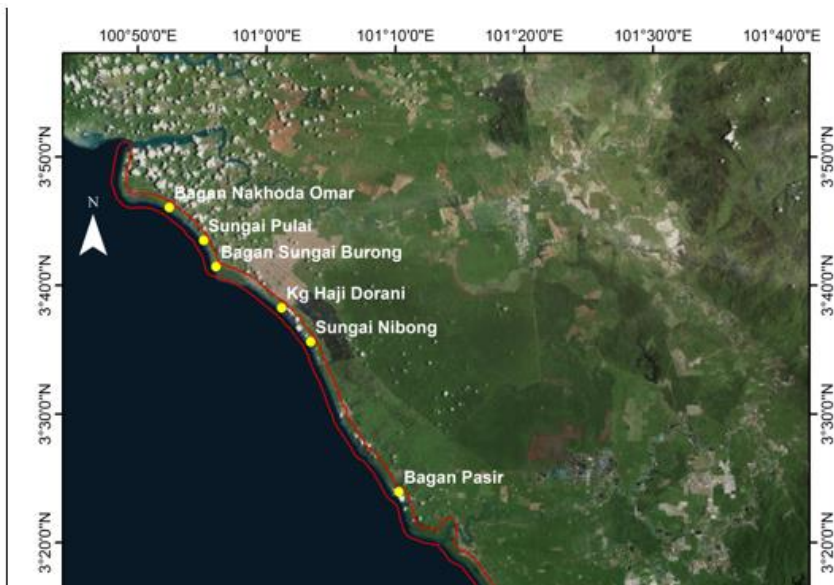 100°50'0"E 101°0'0"E 101°10'0"E 101°20'0"E 101°30'0"E 101°40'0"E
3°50'0"N 3°50'0"N
Bagan Nakhoda Omar
N
Sungai Pulai
Bagan Sungai Burong
3°40'0"N 3°40'0"N
Kg Haji Dorani
Sungai Nibong
3°30'0"N 3°30'0"N
Bagan Pasir
3°20'0"N 3°20'0"N